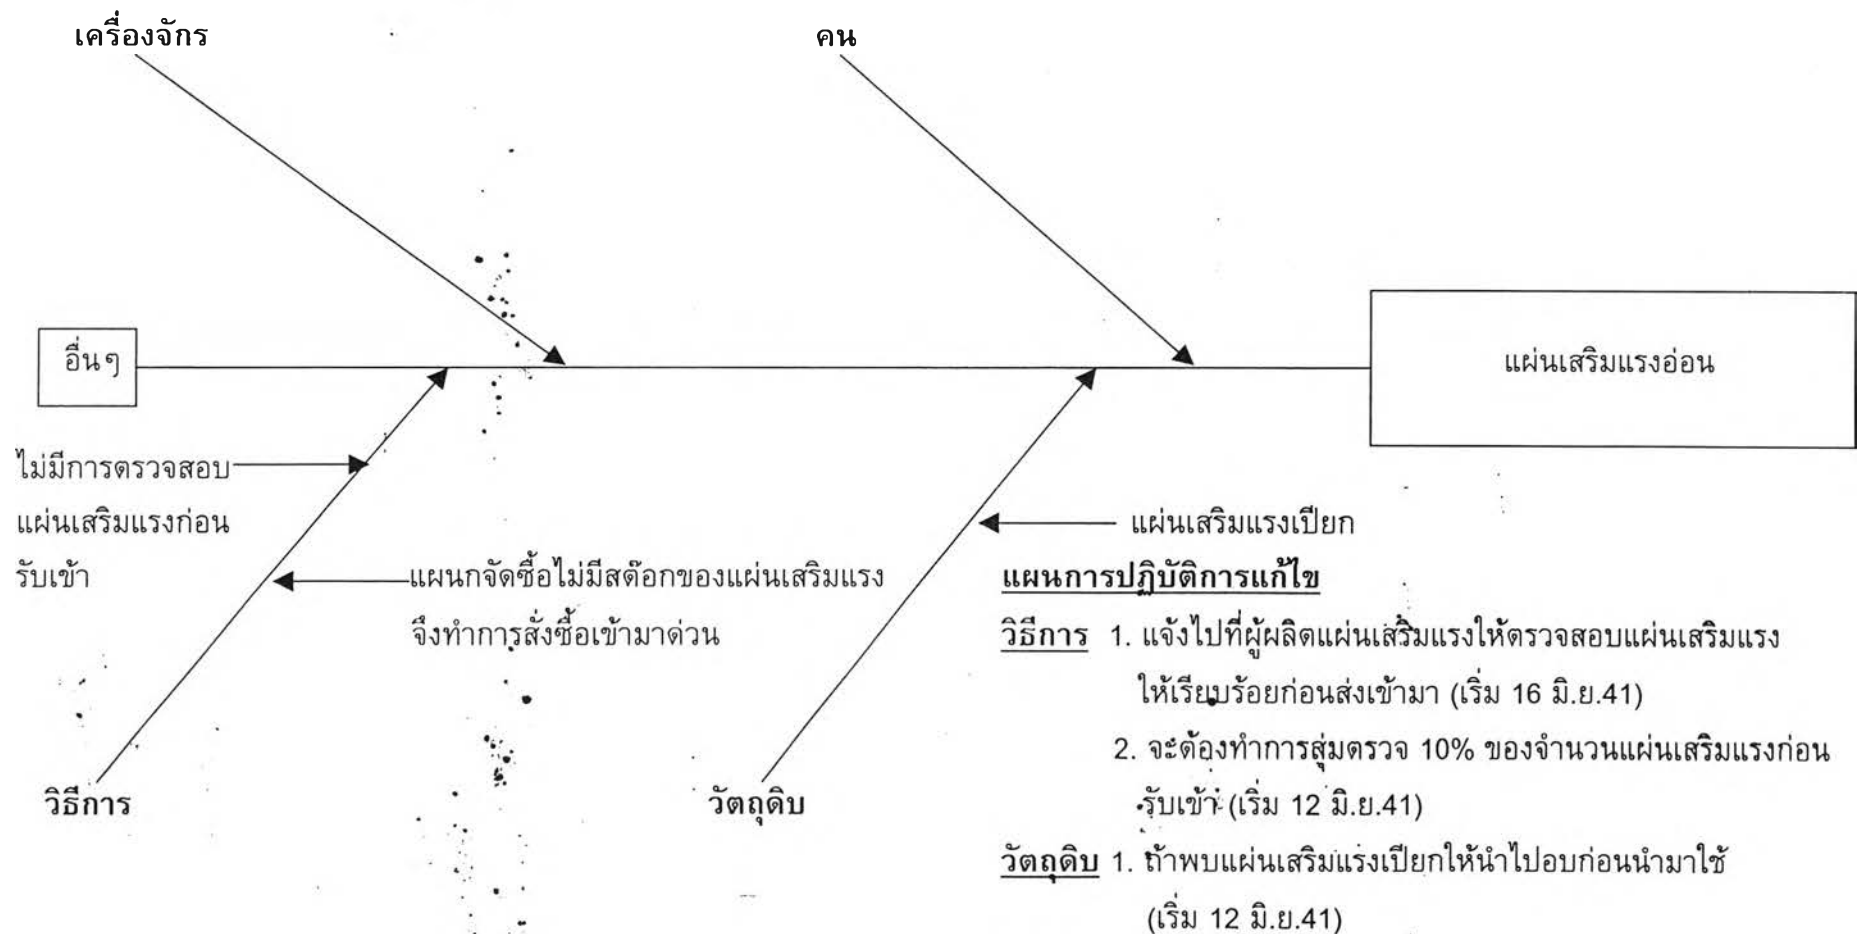 เครื่องจักร
คน
อื่นๆ
แผ่นเสริมแรงอ่อน
ไม่มีการตรวจสอบ
แผ่นเสริมแรงก่อน
รับเข้า
แผนกจัดซื้อไม่มีสต๊อกของแผ่นเสริมแรง
จึงทำการสั่งซื้อเข้ามาด่วน
แผ่นเสริมแรงเปียก
วิธีการ
วัตถุดิบ
แผนการปฏิบัติการแก้ไข
วิธีการ 1. แจ้งไปที่ผู้ผลิตแผ่นเสริมแรงให้ตรวจสอบแผ่นเสริมแรง
ให้เรียบร้อยก่อนส่งเข้ามา (เริ่ม 16 มิ.ย.41)
2. จะต้องทำการสุ่มตรวจ 10% ของจำนวนแผ่นเสริมแรงก่อน
รับเข้า (เริ่ม 12 มิ.ย.41)
วัตถุดิบ 1. ถ้าพบแผ่นเสริมแรงเปียกให้นำไปอบก่อนนำมาใช้
(เริ่ม 12 มิ.ย.41)